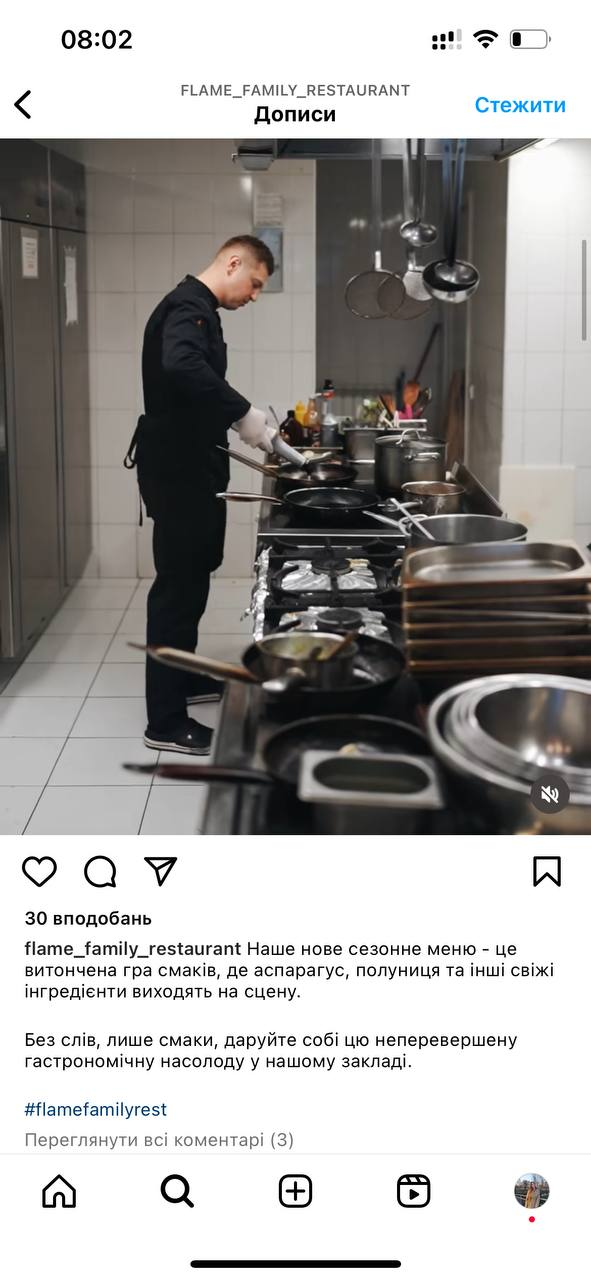 08:02
FLAME_FAMILY_RESTAURANT
Дописи
Стежити
30 вподобань
flame_family_restaurant Наше нове сезонне меню - це
витончена гра смаків, де аспарагус, полуниця та інші свіжі
інгредієнти виходять на сцену.
Без слів, лише смаки, даруйте собі цю неперевершену
гастрономічну насолоду у нашому закладі.
#flamefamilyrest
Переглянути всі коментарі (3)